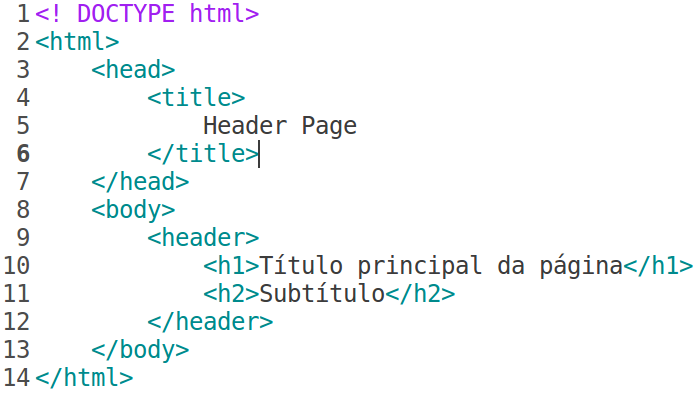 1 <! DOCTYPE html>
2 <html>
3     <head>
4         <title>
5             Header Page
6         </title>
7     </head>
8     <body>
9         <header>
10             <h1>Título principal da página</h1>
11             <h2>Subtítulo</h2>
12         </header>
13     </body>
14 </html>